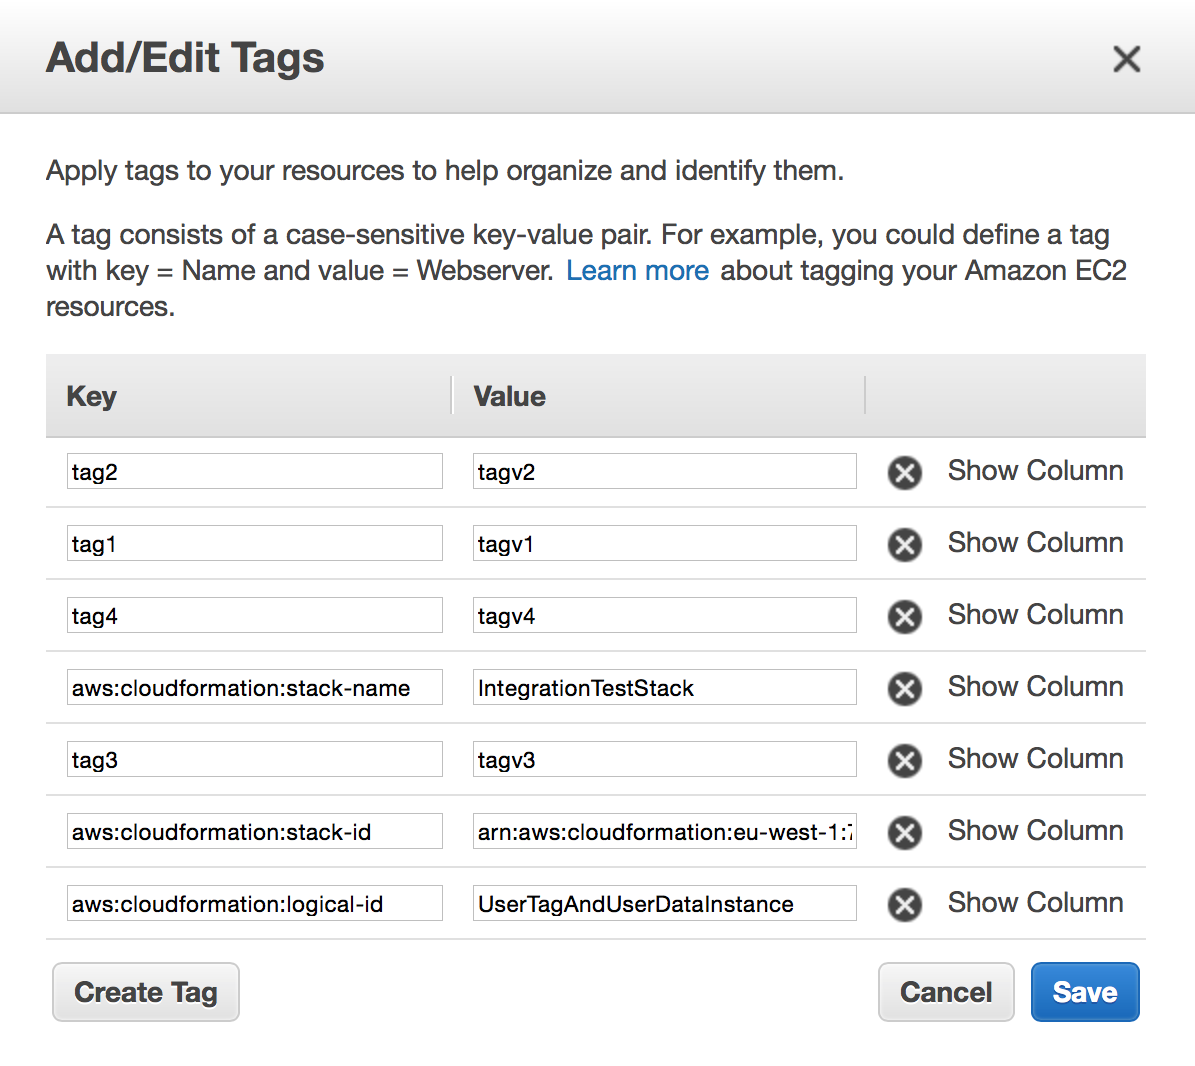 Add/Edit Tags
Apply tags to your resources to help organize and identify them.
A tag consists of a case-sensitive key-value pair. For example, you could define a tag
with key = Name and value = Webserver. Learn more about tagging your Amazon EC2
resources.
Key Value
tag2 tagv2 Show Column
tag1 tagv1 Show Column
tag4 tagv4 Show Column
aws:cloudformation:stack-name IntegrationTestStack Show Column
tag3 tagv3 Show Column
aws:cloudformation:stack-id arn:aws:cloudformation:eu-west-1:7 Show Column
aws:cloudformation:logical-id UserTagAndUserDataInstance Show Column
Create Tag Cancel Save